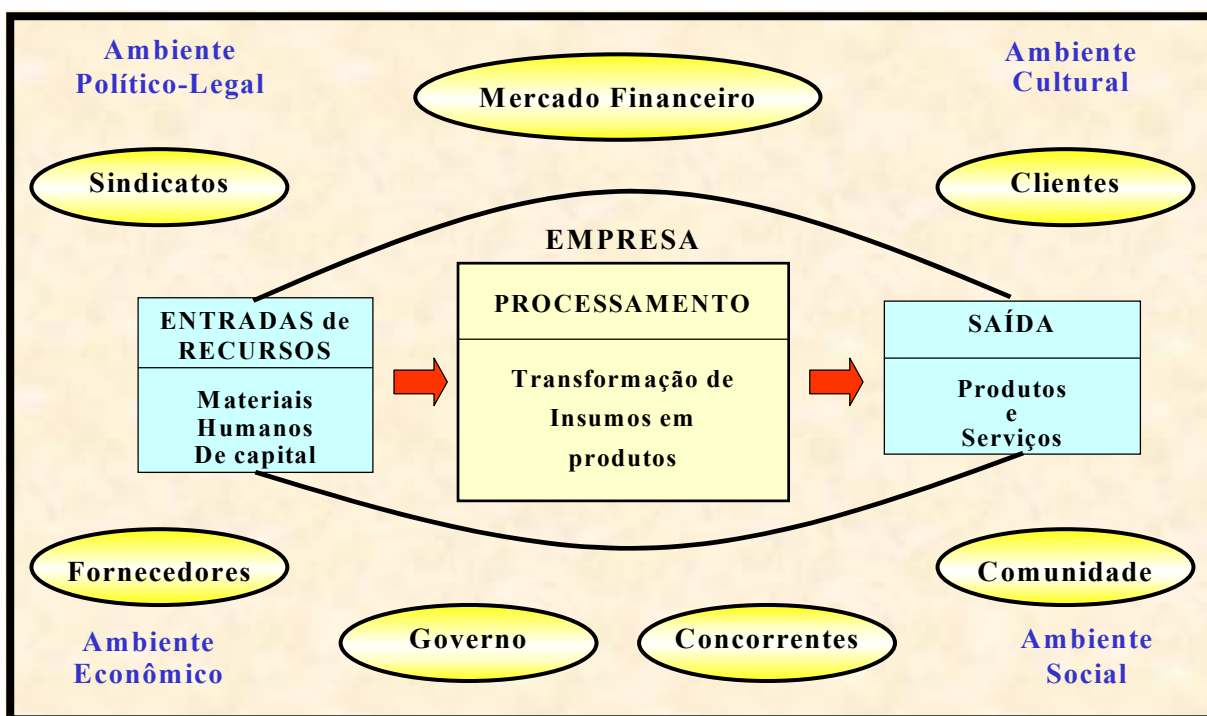 Ambiente
Político-Legal
Mercado Financeiro
Ambiente
Cultural
Sindicatos
Clientes
EMPRESA
ENTRADAS de
RECURSOS
Materiais
Humanos
De capital
PROCESSAMENTO
Transformação de
Insumos em
produtos
SAÍDA
Produtos
e
Serviços
Fornecedores
Comunidade
Governo
Concorrentes
Ambiente
Econômico
Ambiente
Social